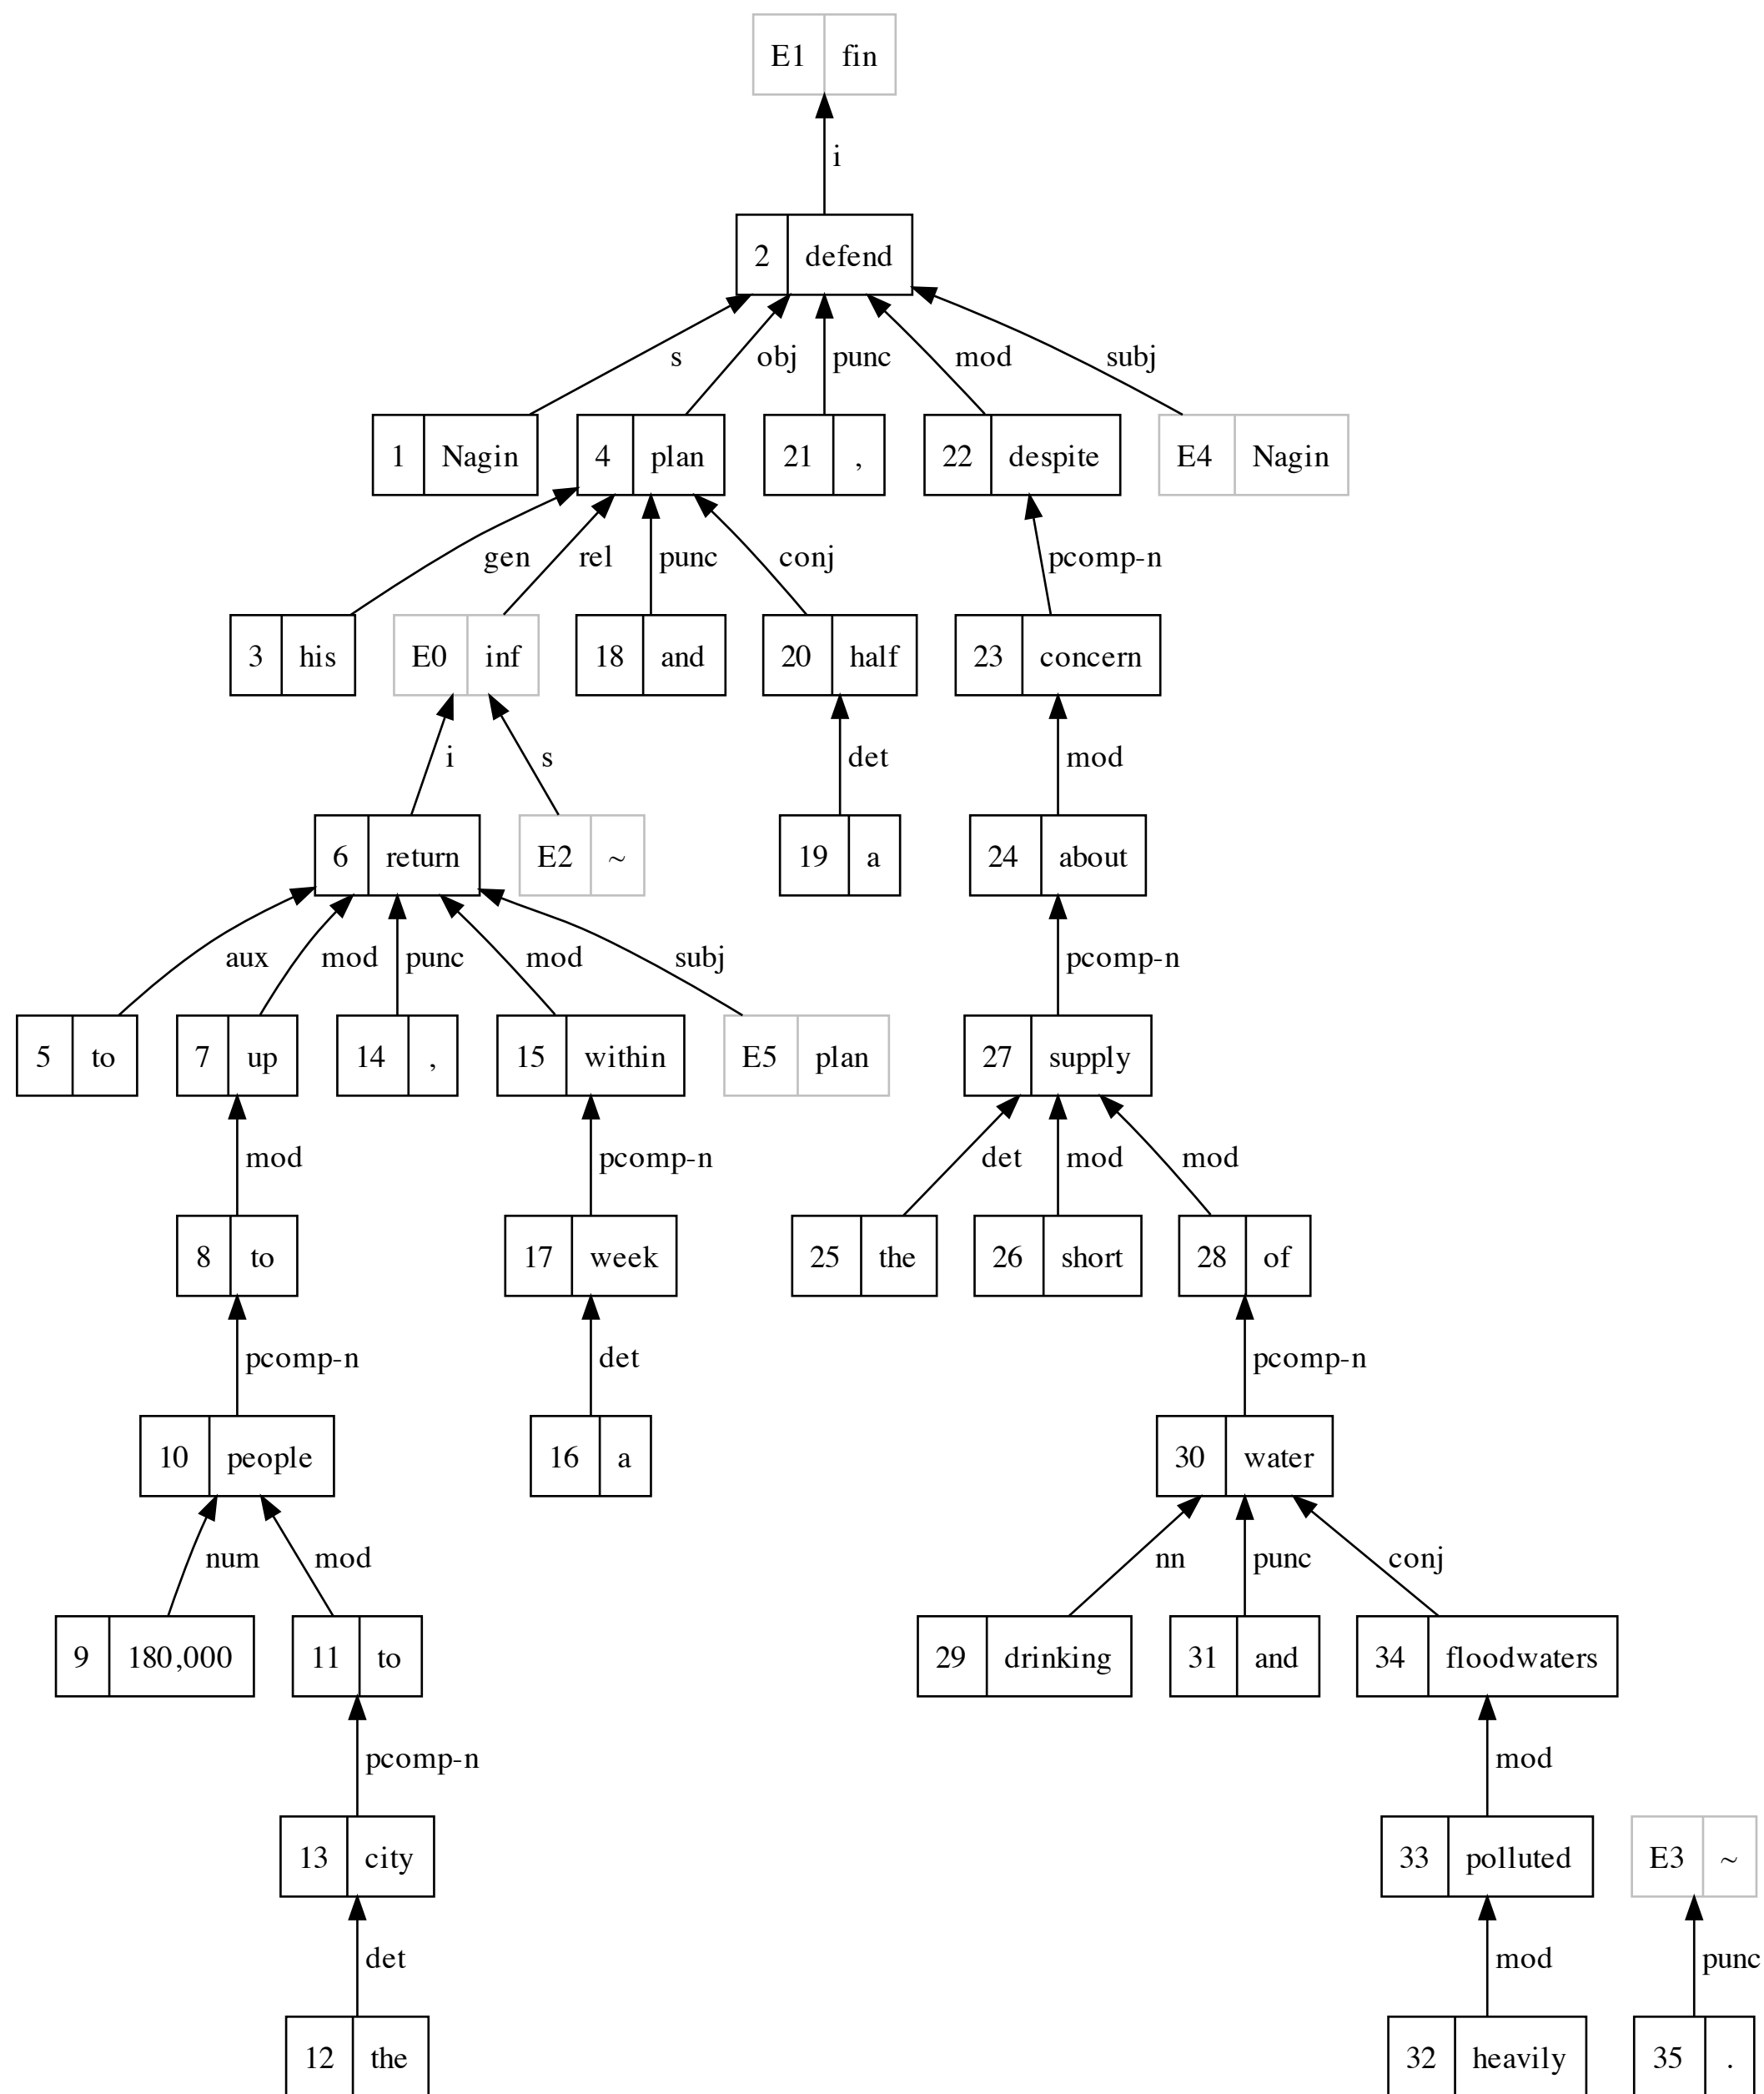 E1 fin
i
2 defend
s obj punc mod subj
1 Nagin 4 plan 21 , 22 despite E4 Nagin
gen rel punc conj pcomp-n
3 his E0 inf 18 and 20 half 23 concern
i s det mod
6 return E2 ~ 19 a 24 about
aux mod punc mod subj pcomp-n
5 to 7 up 14 , 15 within E5 plan 27 supply
mod pcomp-n det mod mod
8 to 17 week 25 the 26 short 28 of
pcomp-n det pcomp-n
10 people 16 a 30 water
num mod nn punc conj
9 180,000 11 to 29 drinking 31 and 34 floodwaters
pcomp-n mod
13 city 33 polluted E3 ~
det mod punc
12 the 32 heavily 35 .